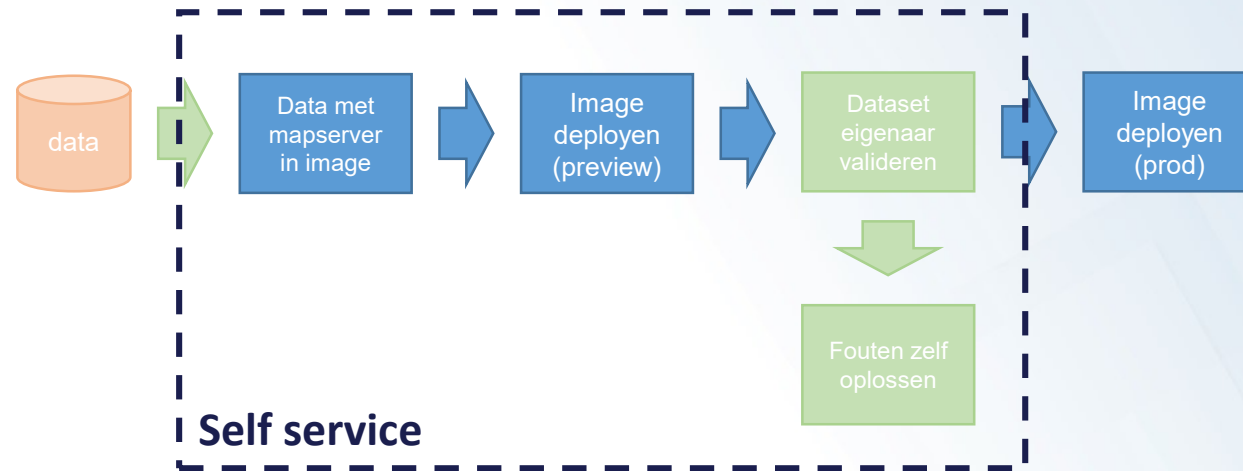 data
Data met
mapserver
in image
Image
deployen
(preview)
Dataset
eigenaar
valideren
Image
deployen
(prod)
Fouten zelf
oplossen
Self service